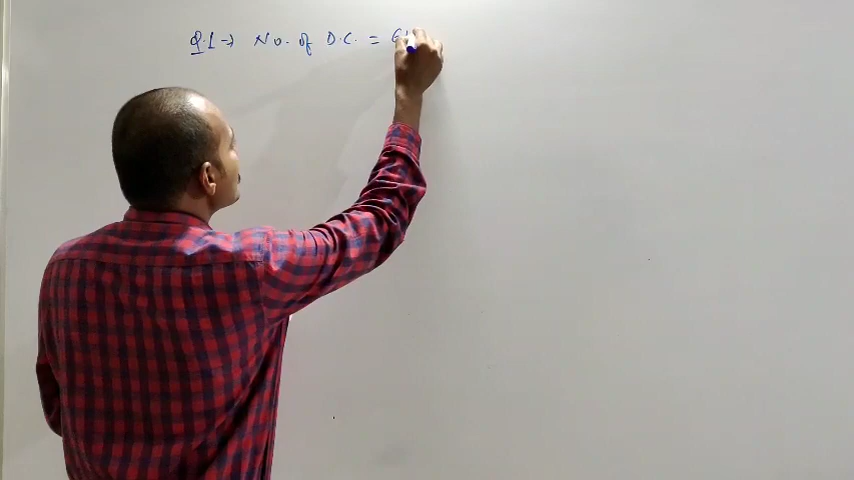 Q.1 → No. of D.C. =